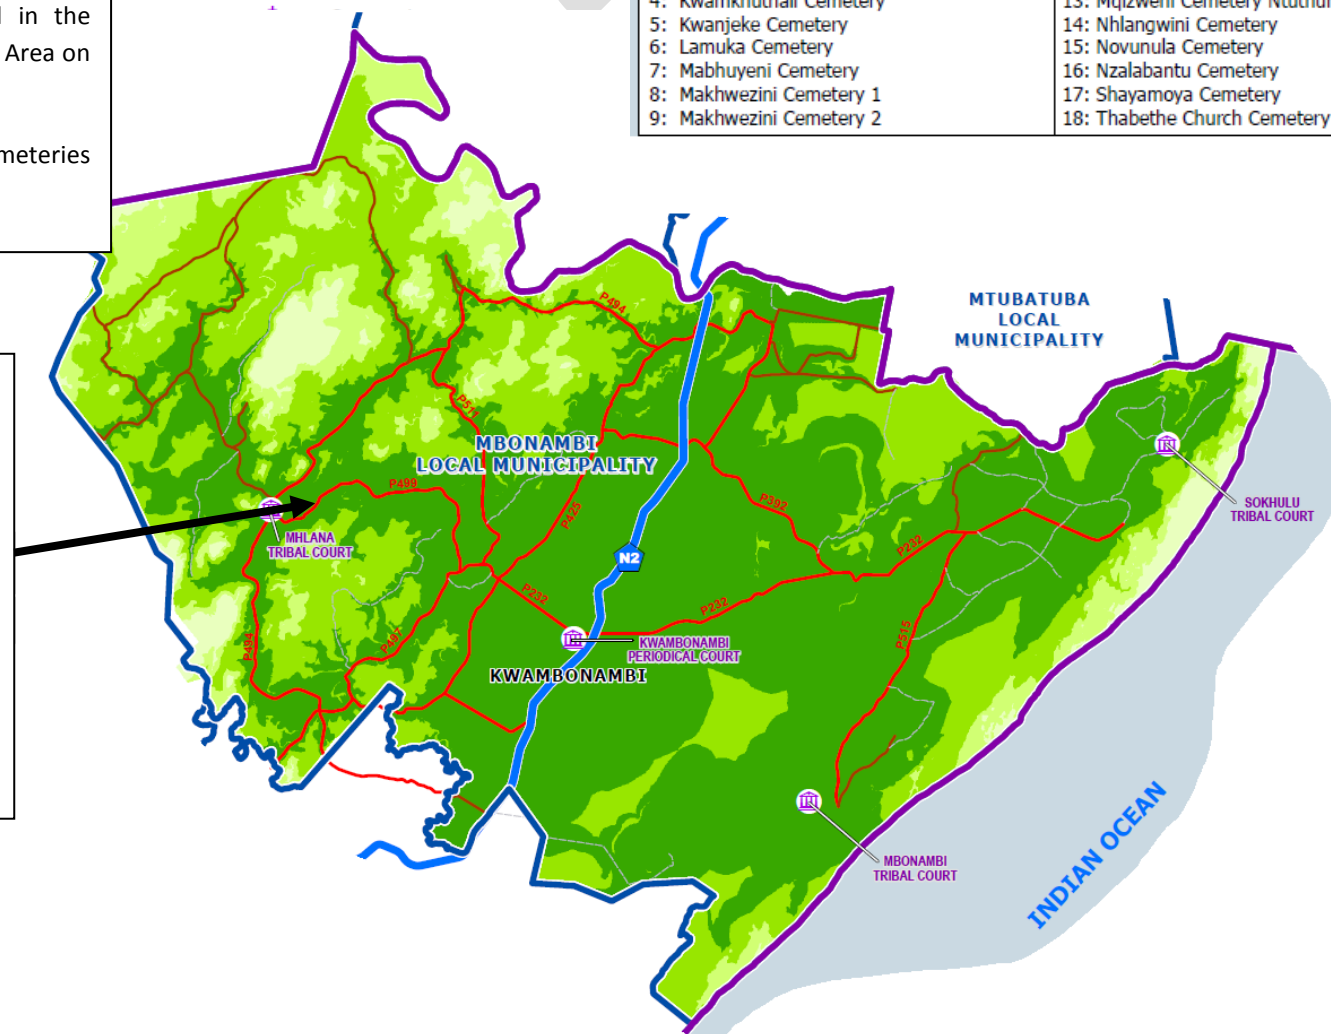 l in the
Area on
meteries
4: Kwamkhuthali Cemetery
5: Kwanjeke Cemetery
6: Lamuka Cemetery
7: Mabhuyeni Cemetery
8: Makhwezini Cemetery 1
9: Makhwezini Cemetery 2
14: Nhlangwini Cemetery
15: Novunula Cemetery
16: Nzalabantu Cemetery
17: Shayamoya Cemetery
18: Thabethe Church Cemetery
MTUBATUBA
LOCAL
MUNICIPALITY
P494
P511
MBONAMBI
LOCAL MUNICIPALITY
P499
P425
P392
SOKHULU
TRIBAL COURT
MHLANA
TRIBAL COURT
N2
P232
P232
P232
P515
P494
P497
KWAMBONAMBI
PERIODICAL COURT
KWAMBONAMBI
MBONAMBI
TRIBAL COURT
INDIAN OCEAN